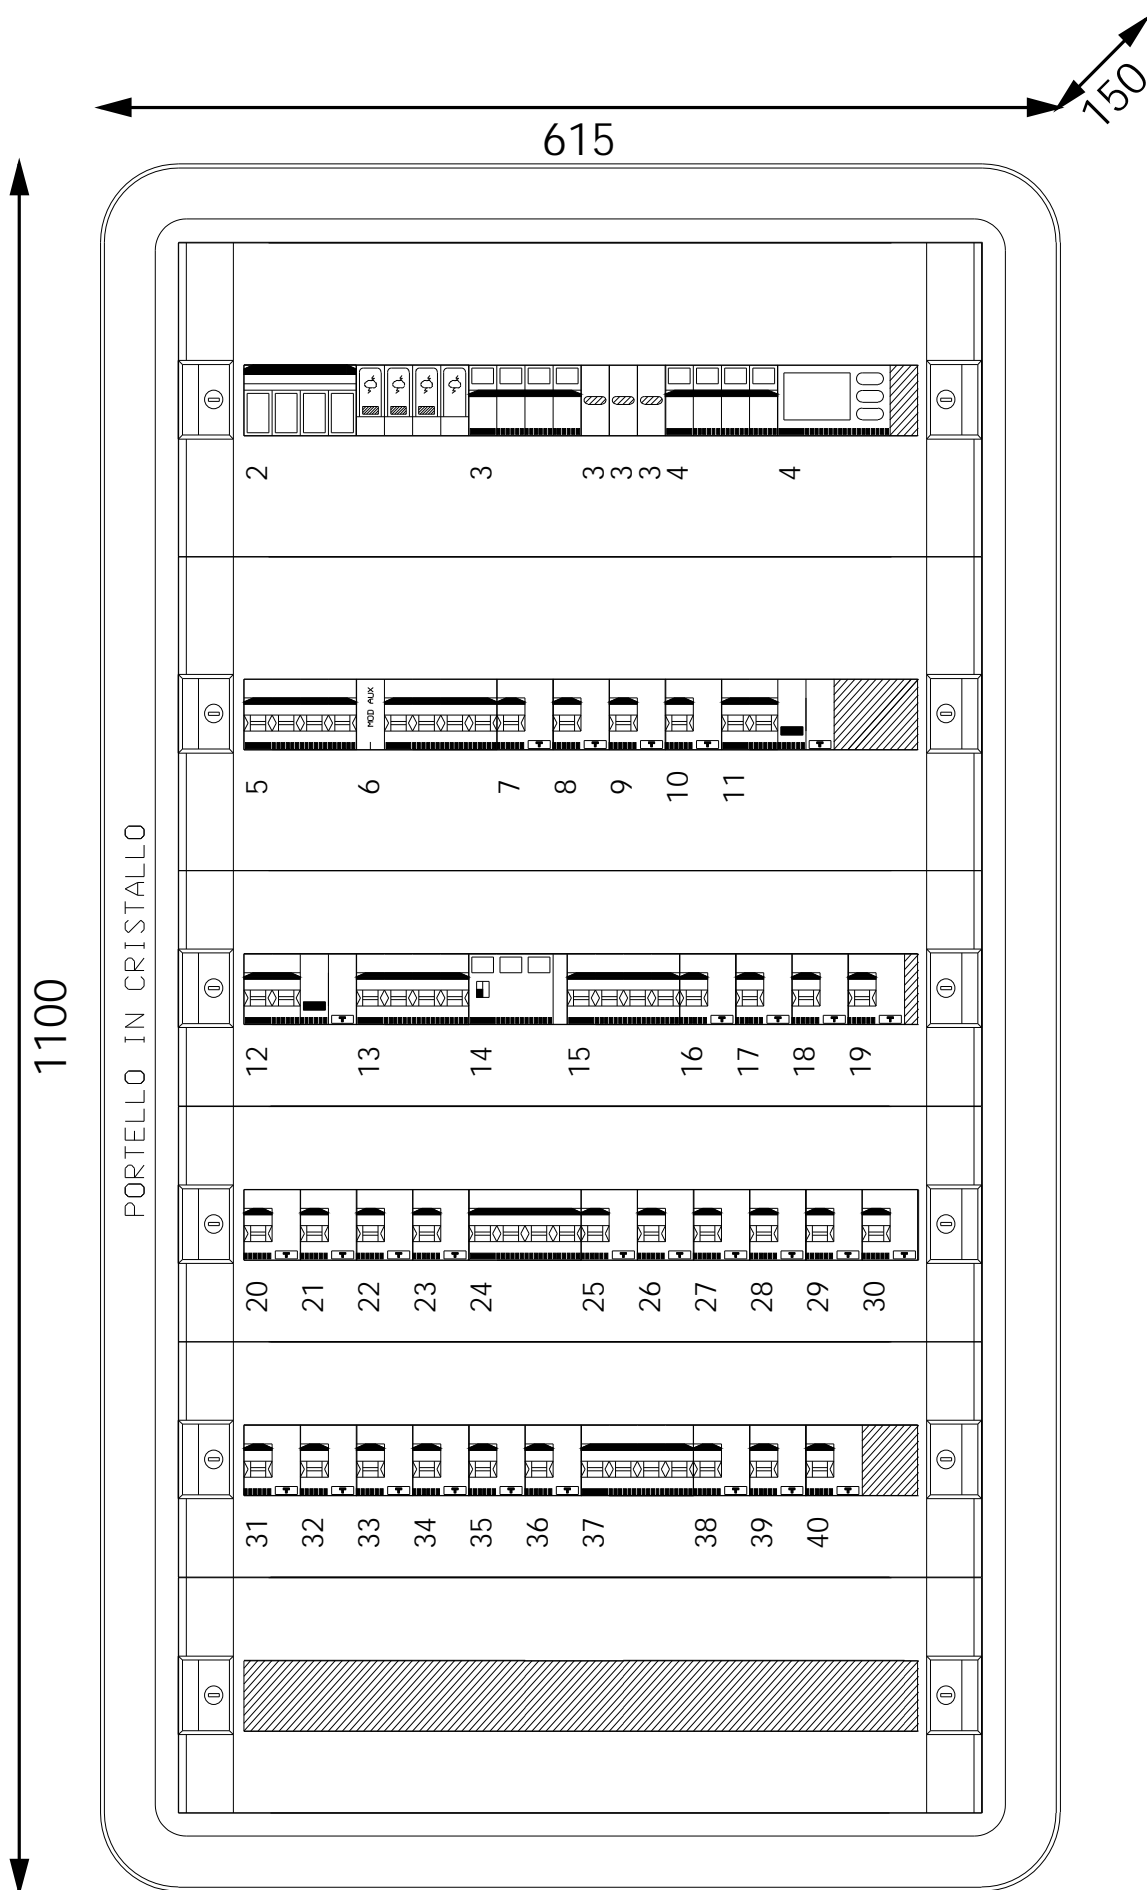 150
615
2 3 3 3 3 4 4
MOD AUX
5 6 7 8 9 10 11
PORTELLO IN CRISTALLO
1100
12 13 14 15 16 17 18 19
20 21 22 23 24 25 26 27 28 29 30
31 32 33 34 35 36 37 38 39 40